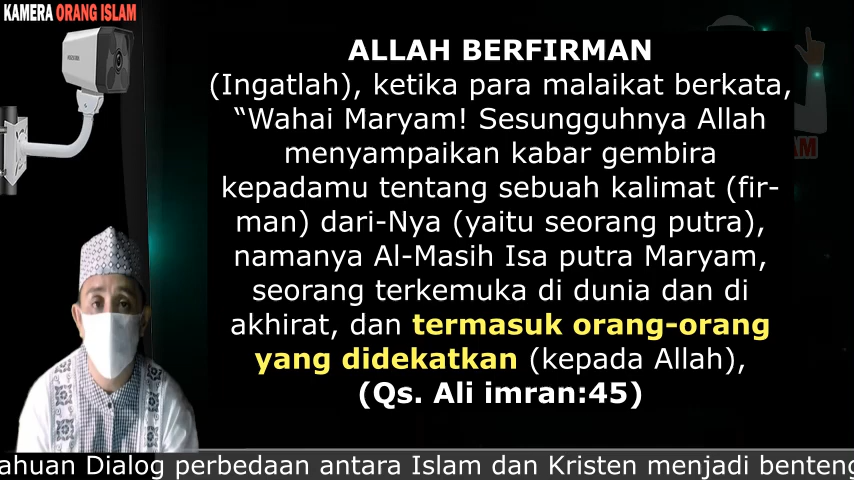 KAMERA ORANG ISLAM
ALLAH BERFIRMAN
(Ingatlah), ketika para malaikat berkata,
“Wahai Maryam! Sesungguhnya Allah
menyampaikan kabar gembira
kepadamu tentang sebuah kalimat (fir-
man) dari-Nya (yaitu seorang putra),
namanya Al-Masih Isa putra Maryam,
seorang terkemuka di dunia dan di
akhirat, dan termasuk orang-orang
yang didekatkan (kepada Allah),
(Qs. Ali imran:45)
ahuan Dialog perbedaan antara Islam dan Kristen menjadi benteng